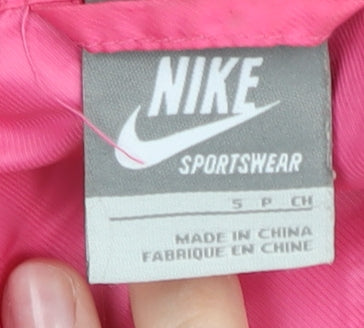 NIKE
SPORTSWEAR
S P CH
MADE IN CHINA
FABRIQUE EN CHINE